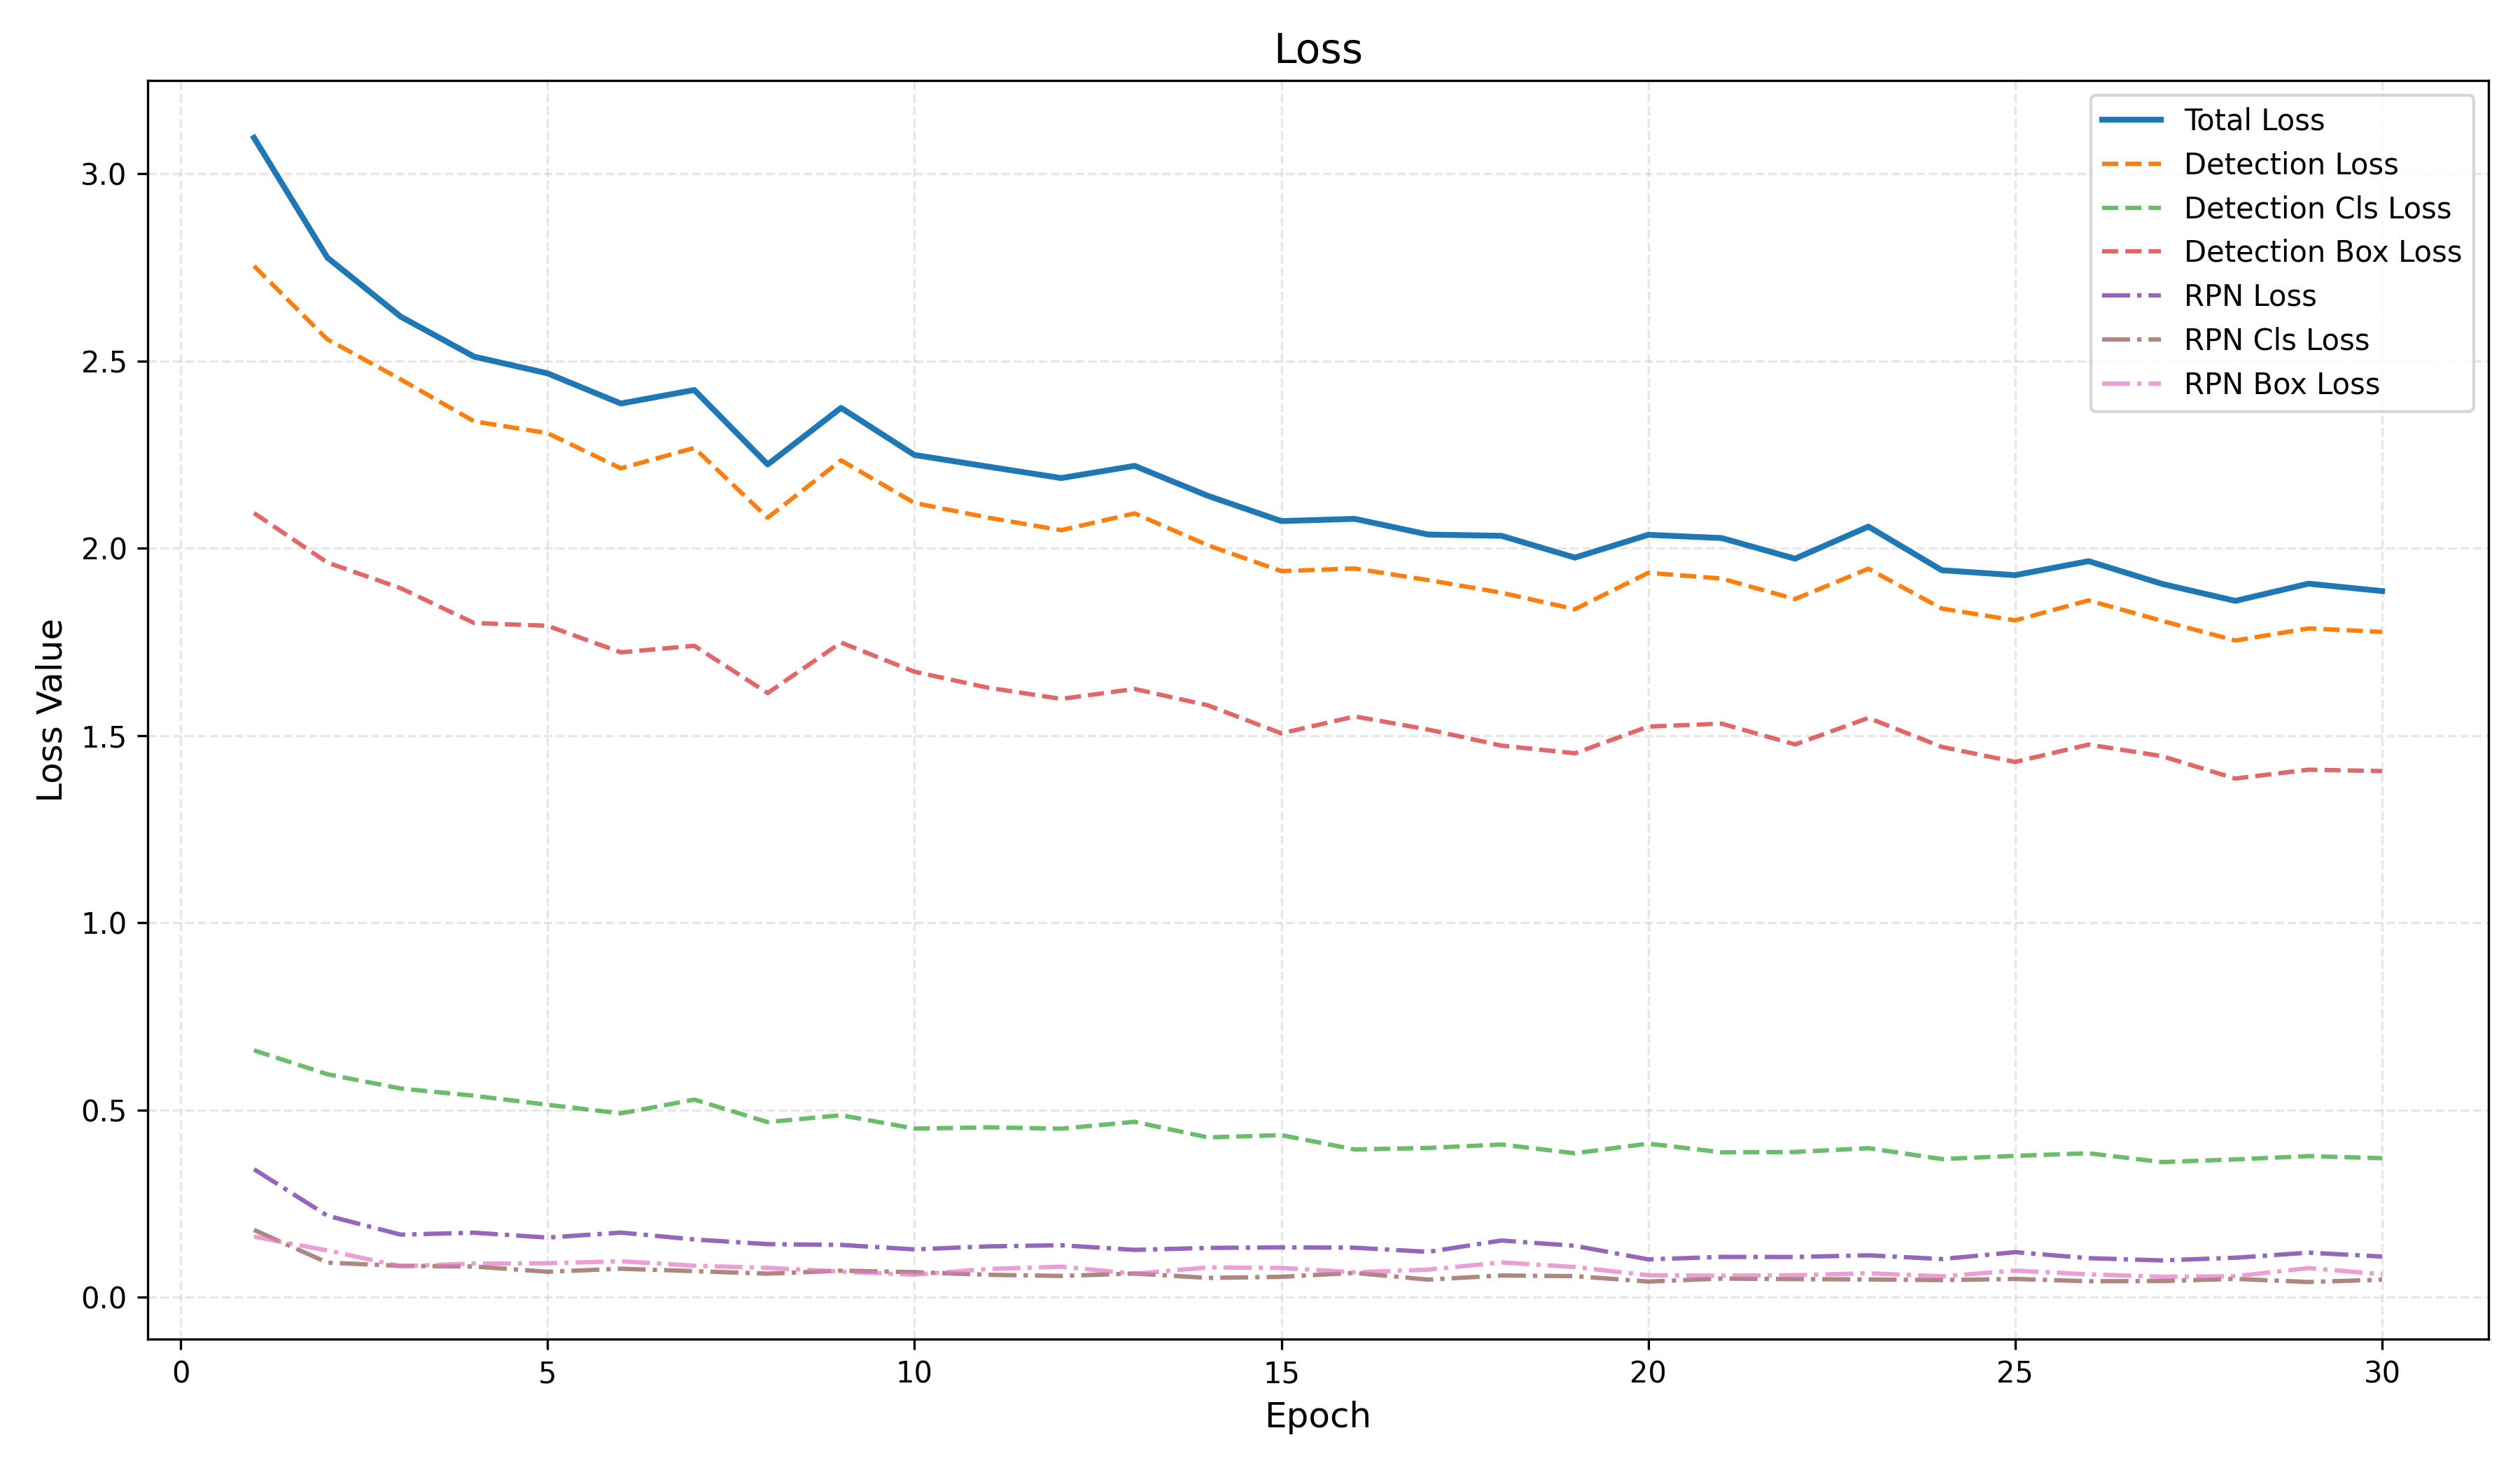 Loss
Total Loss
Detection Loss
Detection Cls Loss
Detection Box Loss
RPN Loss
RPN Cls Loss
RPN Box Loss
Loss Value
3.0
2.5
2.0
1.5
1.0
0.5
0.0
0 5 10 15 20 25 30
Epoch